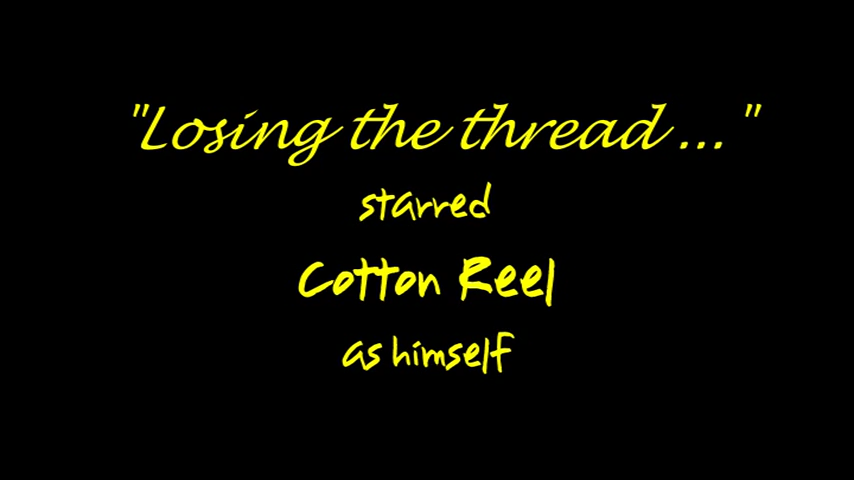 "Losing the thread ... "
starred
Cotton Reel
as himself